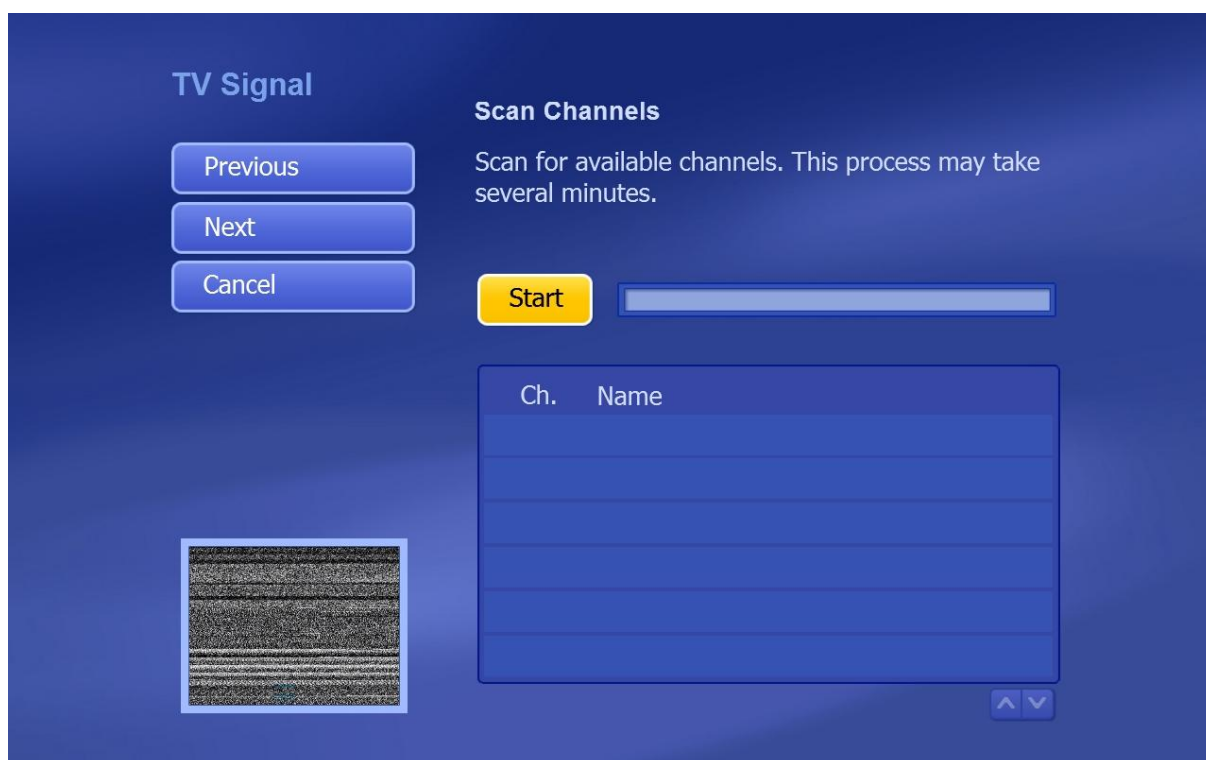 TV Signal
Previous
Next
Cancel
Scan Channels
Scan for available channels. This process may take
several minutes.
Start
Ch. Name